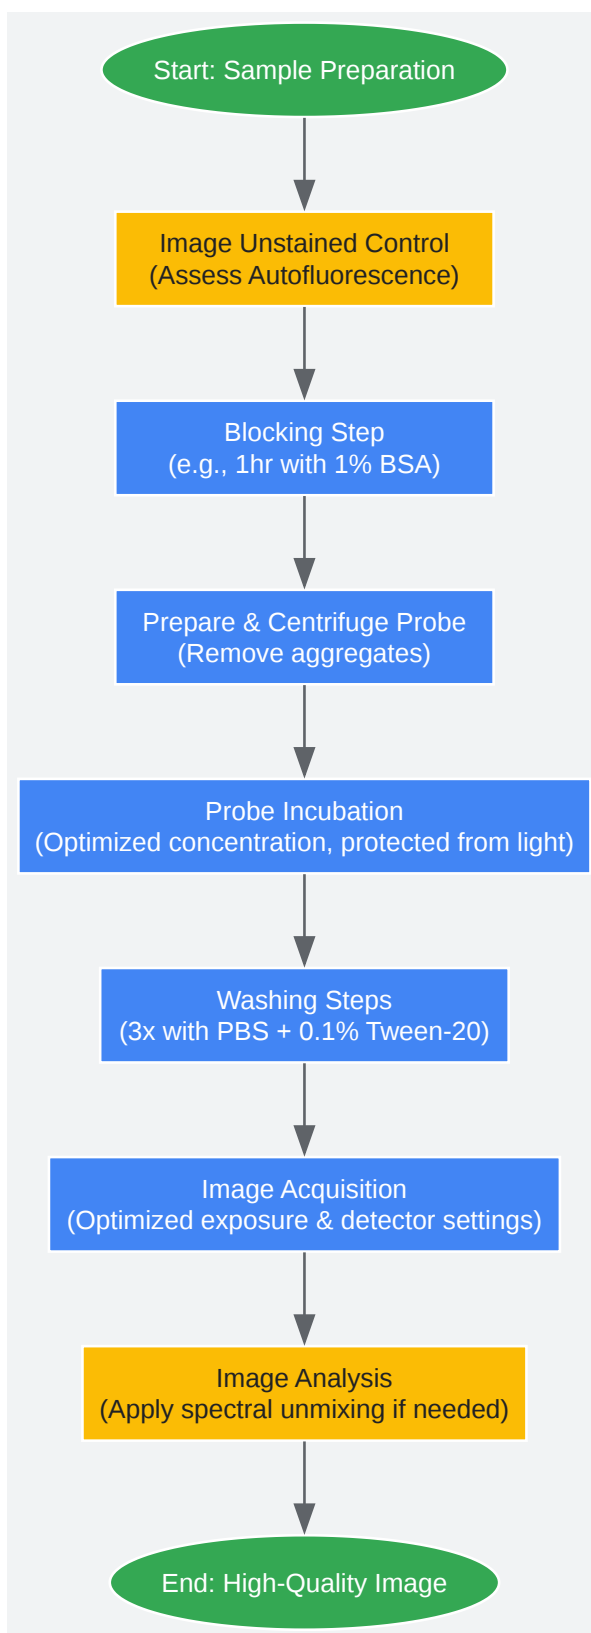 Start: Sample Preparation
Image Unstained Control
(Assess Autofluorescence)
Blocking Step
(e.g., 1hr with 1% BSA)
Prepare & Centrifuge Probe
(Remove aggregates)
Probe Incubation
(Optimized concentration, protected from light)
Washing Steps
(3x with PBS + 0.1% Tween-20)
Image Acquisition
(Optimized exposure & detector settings)
Image Analysis
(Apply spectral unmixing if needed)
End: High-Quality Image